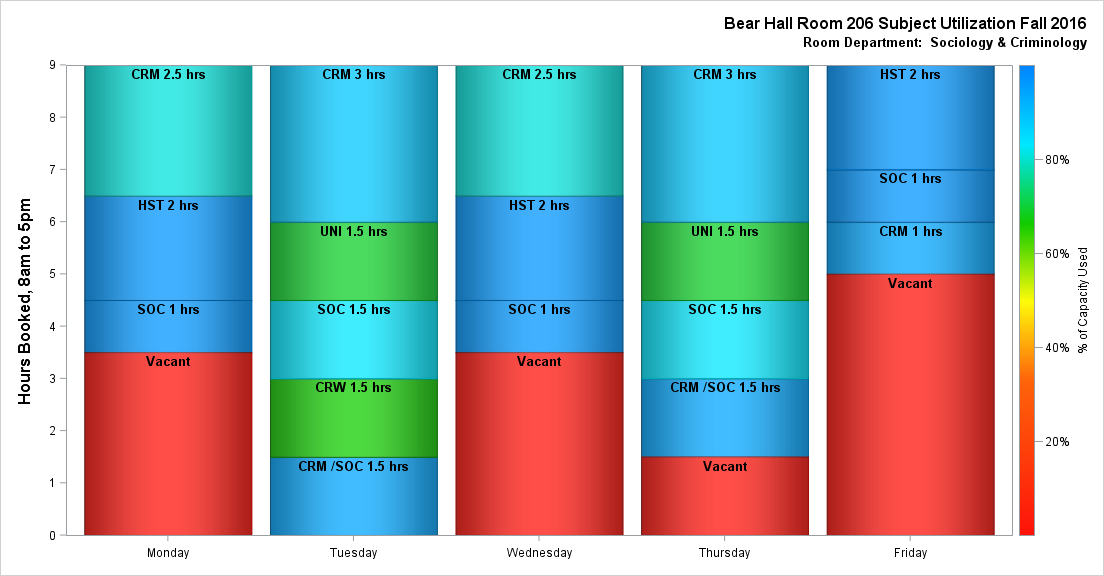 Bear Hall Room 206 Subject Utilization Fall 2016
Room Department:  Sociology & Criminology
Hours Booked, 8am to 5pm
9
8
7
6
5
4
3
2
1
0
CRM 2.5 hrs
HST 2 hrs
SOC 1 hrs
Vacant
Monday
CRM 3 hrs
UNI 1.5 hrs
SOC 1.5 hrs
CRW 1.5 hrs
CRM /SOC 1.5 hrs
Tuesday
CRM 2.5 hrs
HST 2 hrs
SOC 1 hrs
Vacant
Wednesday
CRM 3 hrs
UNI 1.5 hrs
SOC 1.5 hrs
CRM /SOC 1.5 hrs
Vacant
Thursday
HST 2 hrs
SOC 1 hrs
CRM 1 hrs
Vacant
Friday
80%
60%
40%
20%
% of Capacity Used